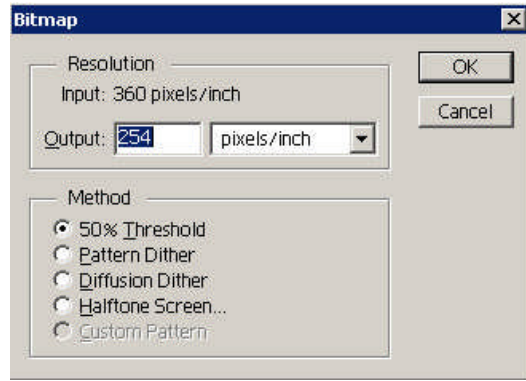 Bitmap
Resolution
OK
Input: 360 pixels/inch
Cancel
Output: 254 pixels/inch
Method
50% Threshold
Pattern Dither
Diffusion Dither
Halftone Screen...
Custom Pattern